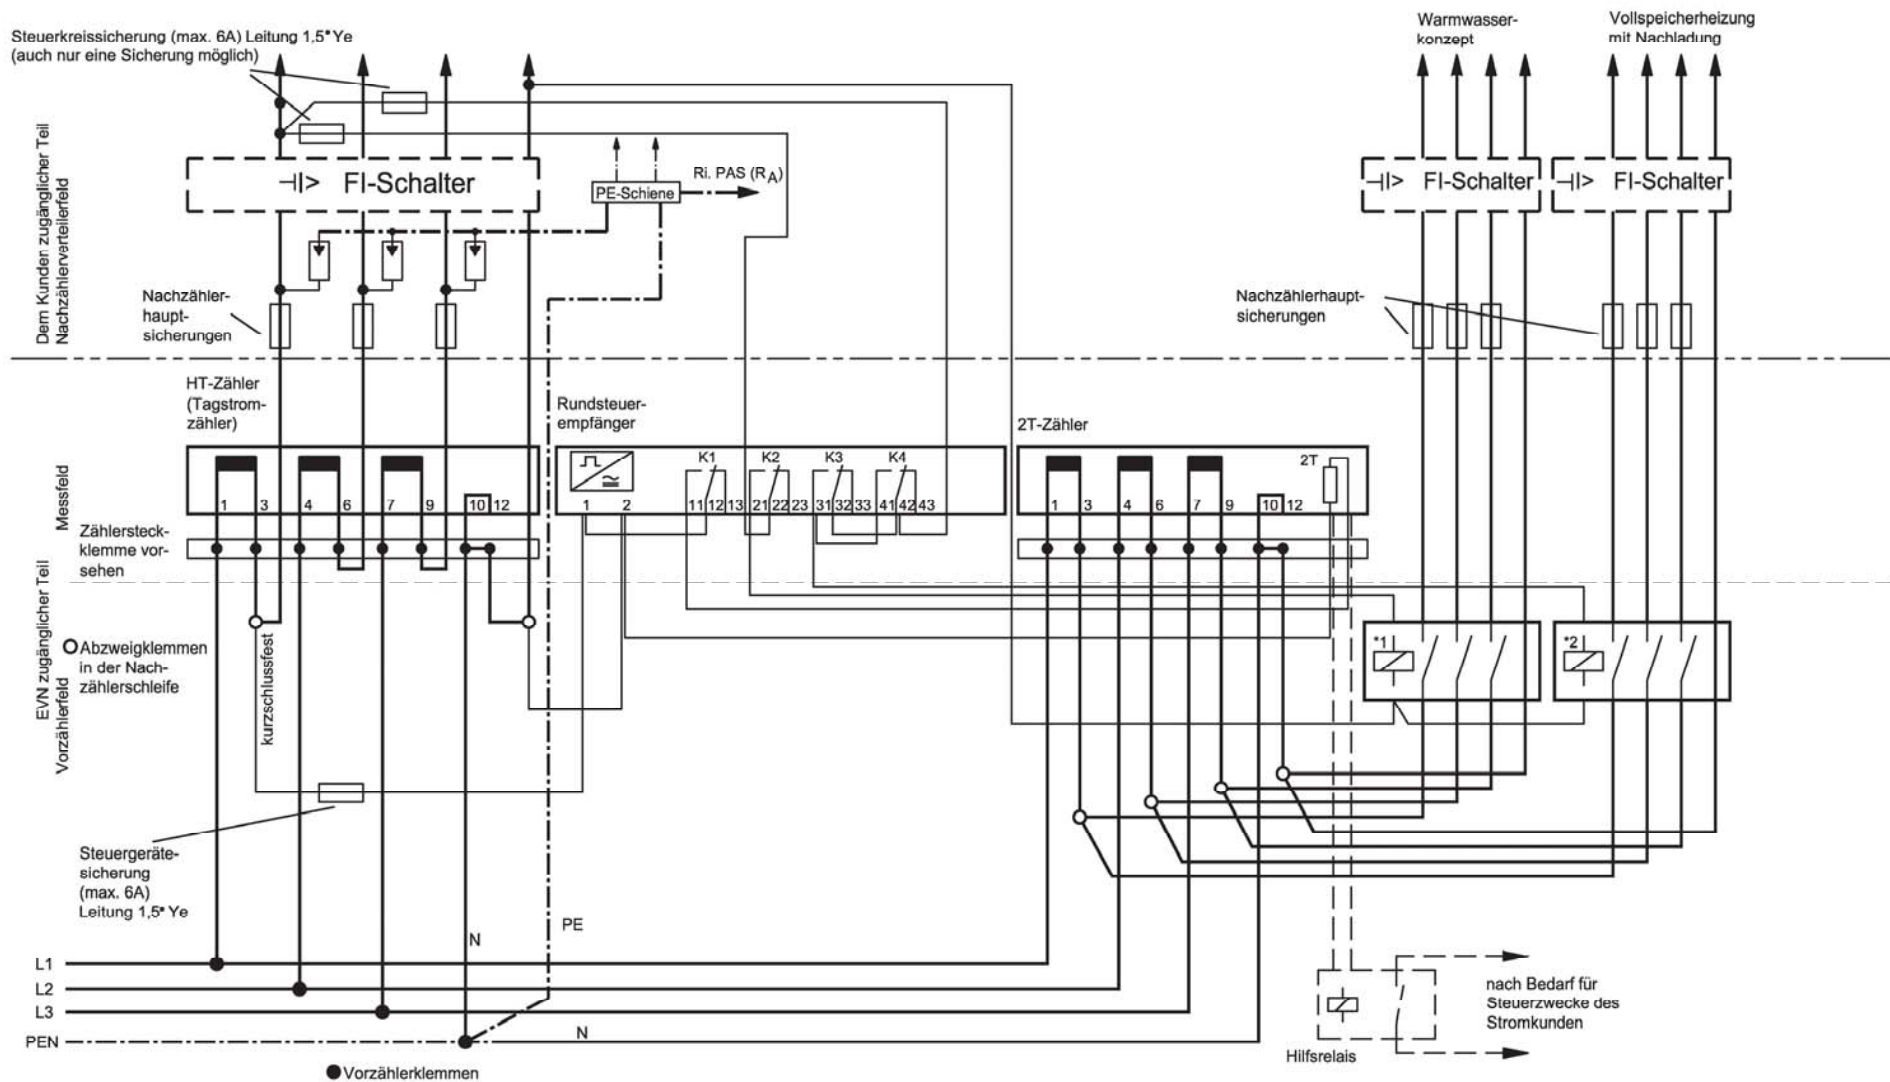 Steuerkreissicherung (max. 6A) Leitung 1,5▪ Ye
(auch nur eine Sicherung möglich)
Warmwasser-
konzept
Vollspeicherheizung
mit Nachladung
Dem Kunden zugänglicher Teil
Nachzählerverteilerfeld
FI-Schalter
PE-Schiene
Ri. PAS (RA)
FI-Schalter
FI-Schalter
Nachzähler-
haupt-
sicherungen
Nachzählerhaupt-
sicherungen
HT-Zähler
(Tagstrom-
zähler)
Rundsteuer-
empfänger
2T-Zähler
Messfeld
K1 K2 K3 K4
2T
1 3 4 6 7 9 10 12
1 2 11 12 13 21 22 23 31 32 33 41 42 43
1 3 4 6 7 9 10 12
Zählersteck-
klemme vor-
sehen
EVN zugänglicher Teil
Vorzählerfeld
Abzweigklemmen
in der Nach-
zählerschleife
kurzschlussfest
*1
*2
Steuergeräte-
sicherung
(max. 6A)
Leitung 1,5▪ Ye
PE
N
L1
L2
L3
PEN
N
nach Bedarf für
Steuerzwecke des
Stromkunden
Hilfsrelais
Vorzählerklemmen